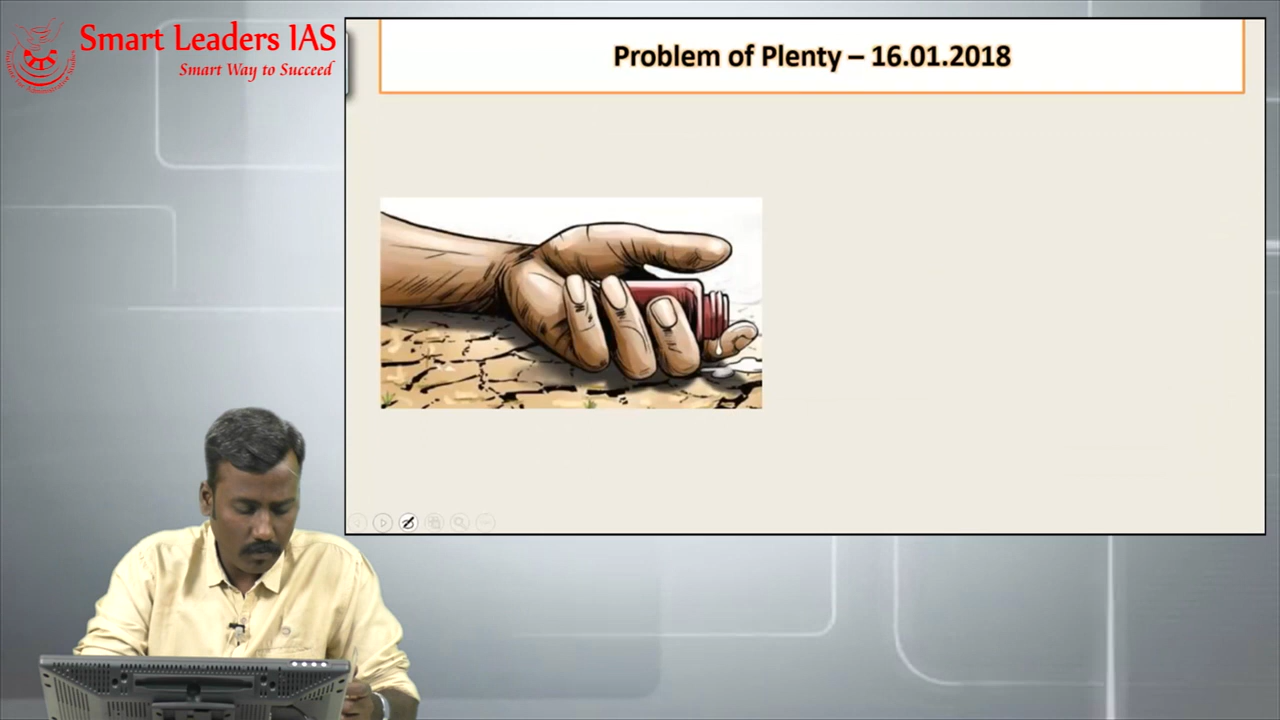 Smart Leaders IAS
Smart Way to Succeed
Problem of Plenty – 16.01.2018